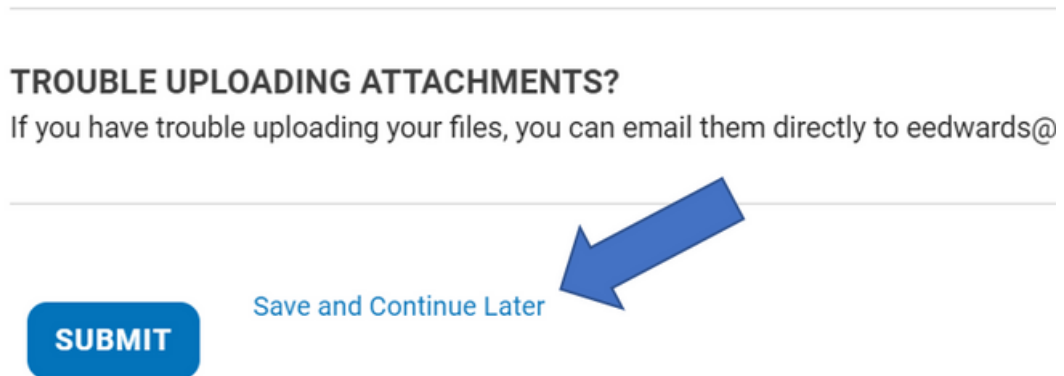 TROUBLE UPLOADING ATTACHMENTS?
If you have trouble uploading your files, you can email them directly to eedwards@
Save and Continue Later
SUBMIT